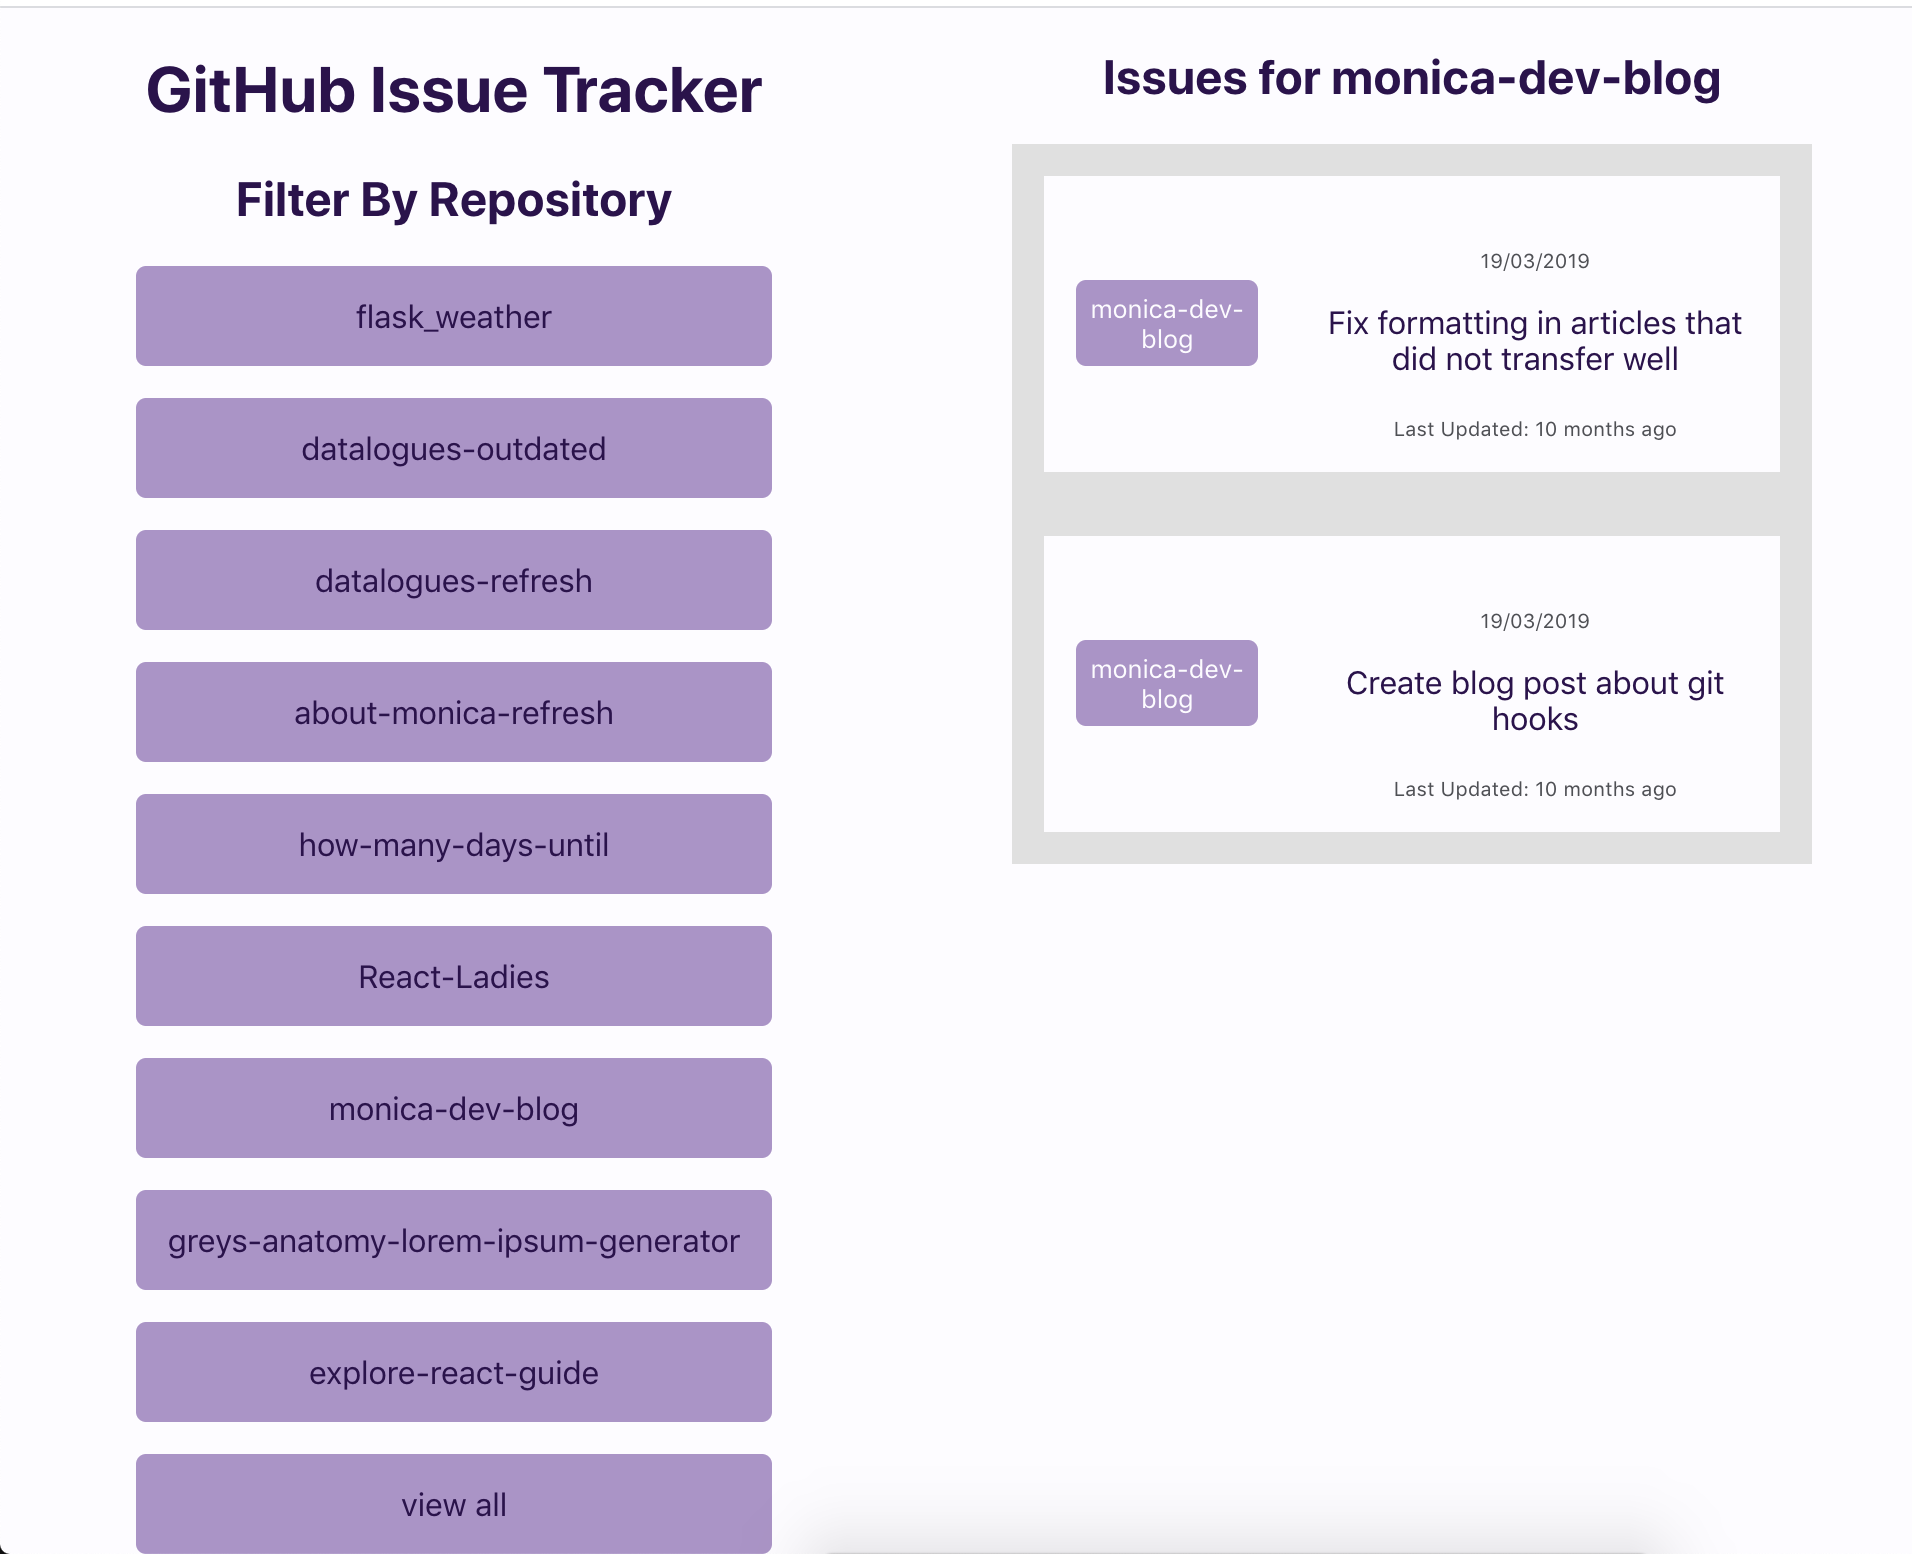 GitHub Issue Tracker
Filter By Repository
flask_weather
datalogues-outdated
datalogues-refresh
about-monica-refresh
how-many-days-until
React-Ladies
monica-dev-blog
greys-anatomy-lorem-ipsum-generator
explore-react-guide
view all
Issues for monica-dev-blog
monica-dev-
blog
19/03/2019
Fix formatting in articles that
did not transfer well
Last Updated: 10 months ago
monica-dev-
blog
19/03/2019
Create blog post about git
hooks
Last Updated: 10 months ago